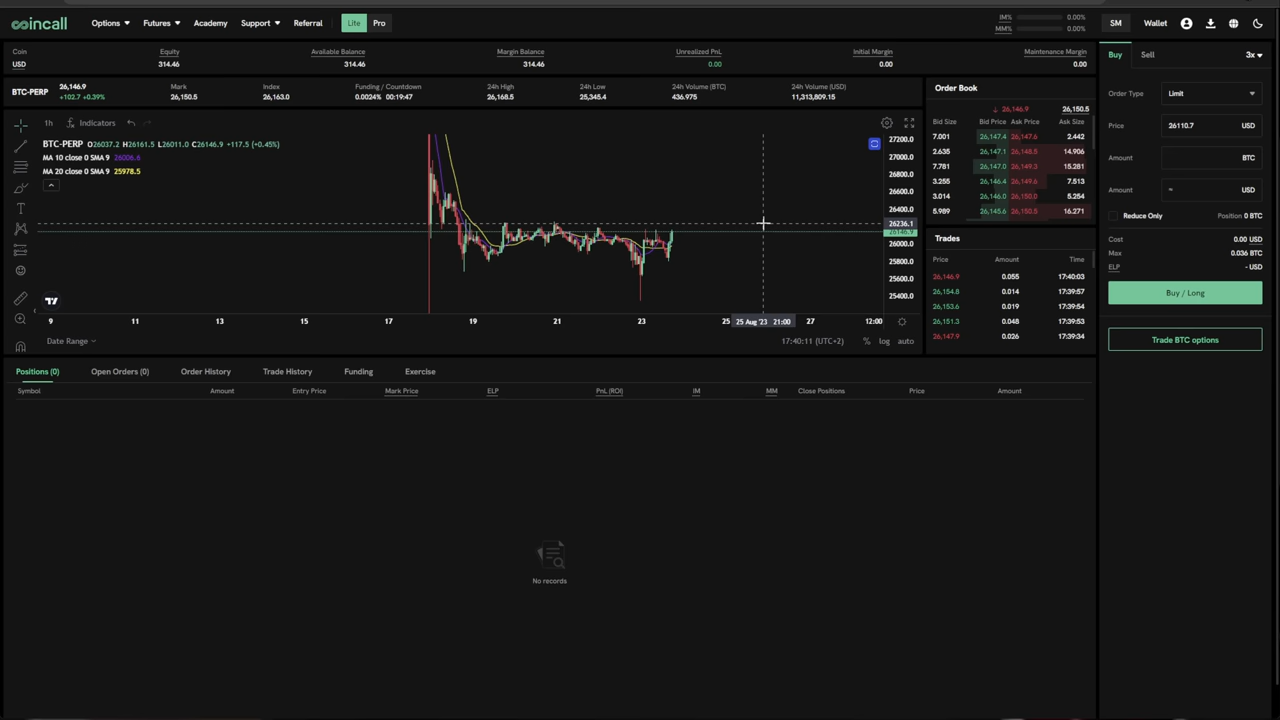 coincall Options Futures Academy Support Referral Lite Pro IM% 0.00% MM% 0.00% SM Wallet
Coin Equity Available Balance Margin Balance Unrealized PnL Initial Margin Maintenance Margin
USD 314.46 314.46 314.46 0.00 0.00 0.00
Buy Sell 3x
BTC-PERP 26,146.9 Mark Index Funding / Countdown 24h High 24h Low 24h Volume (BTC) 24h Volume (USD)
+102.7 +0.39% 26,150.5 26,163.0 0.0024% 00:19:47 26,168.5 25,345.4 436.975 11,313,809.15
1h Indicators
BTC-PERP O26037.2 H26161.5 L26011.0 C26146.9 +117.5 (+0.45%)
MA 10 close 0 SMA 9 26006.6
MA 20 close 0 SMA 9 25978.5
27200.0
27000.0
26800.0
26600.0
26400.0
26236.1
26146.9
26000.0
25800.0
25600.0
25400.0
9 11 13 15 17 19 21 23 25 25 Aug '23 21:00 27 12:00
Date Range 17:40:11 (UTC+2) % log auto
Order Book
↓ 26,146.9 26,150.5
Bid Size Bid Price Ask Price Ask Size
7.001 26,147.4 26,147.6 2.442
2.635 26,147.1 26,148.5 14.906
7.781 26,147.0 26,149.3 15.281
3.255 26,146.4 26,149.6 7.513
3.014 26,146.0 26,150.0 5.254
5.989 26,145.6 26,150.5 16.271
Trades
Price Amount Time
26,146.9 0.055 17:40:03
26,154.8 0.014 17:39:57
26,153.6 0.019 17:39:54
26,151.3 0.048 17:39:53
26,147.9 0.026 17:39:34
Order Type Limit
Price 26110.7 USD
Amount BTC
Amount ≈ USD
Reduce Only Position 0 BTC
Cost 0.00 USD
Max 0.036 BTC
ELP - USD
Buy / Long
Trade BTC options
Positions (0) Open Orders (0) Order History Trade History Funding Exercise
Symbol Amount Entry Price Mark Price ELP PnL (ROI) IM MM Close Positions Price Amount
No records